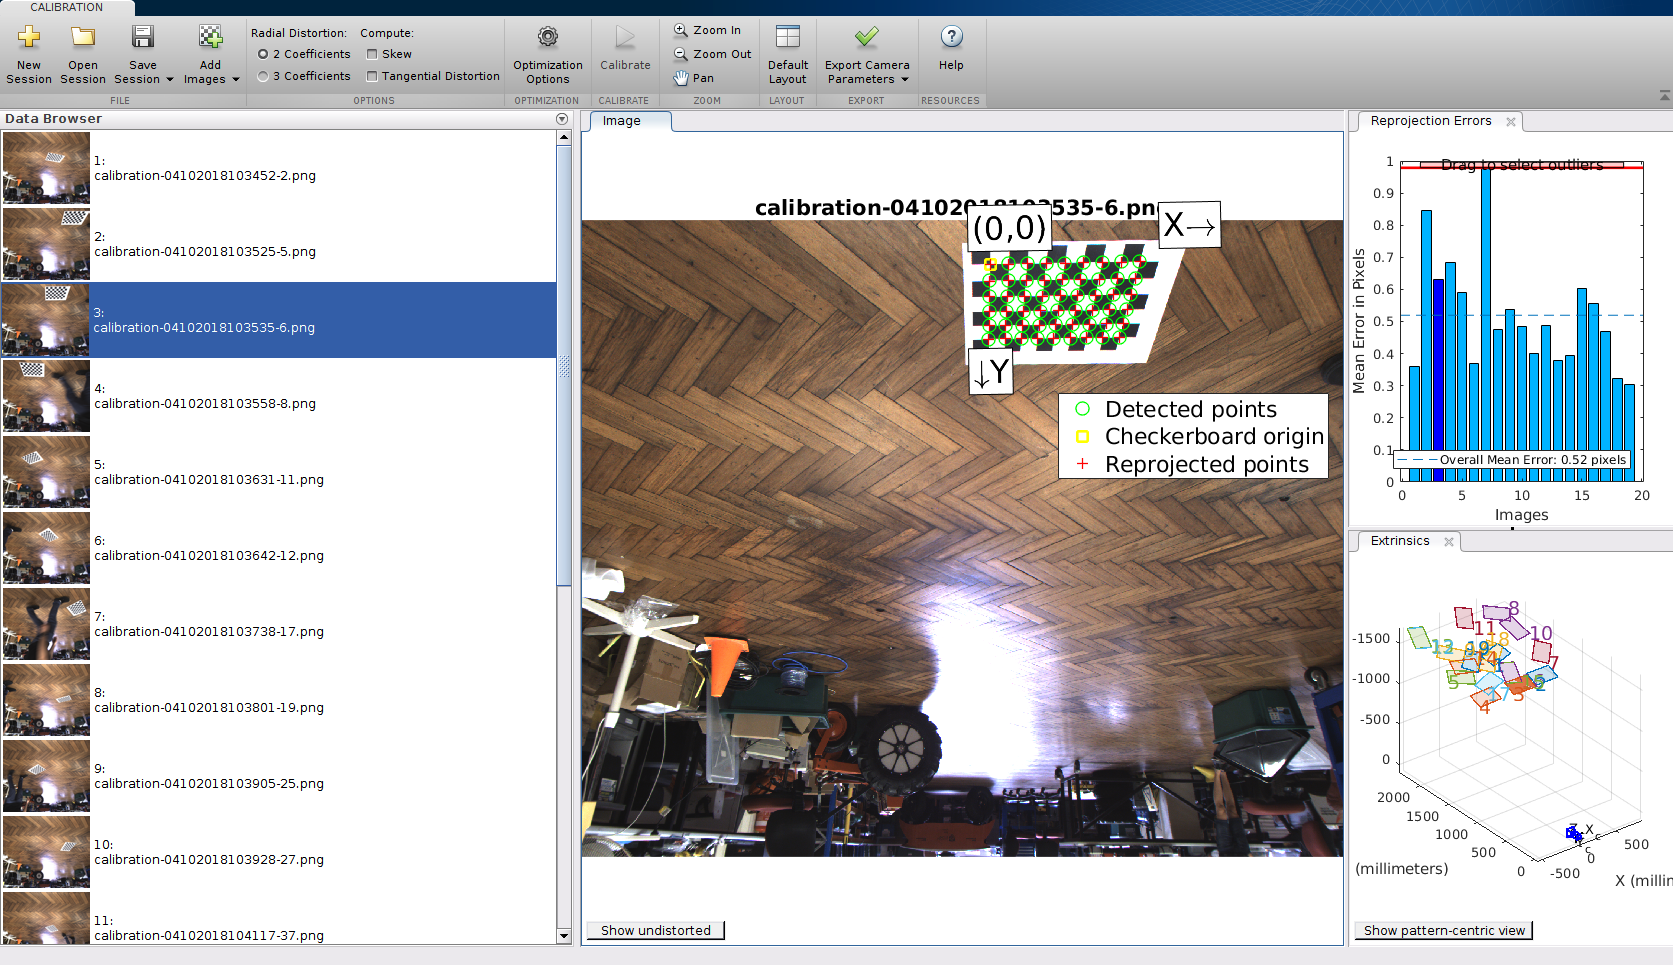 CALIBRATION
New
Session
Open
Session
Save
Session
Add
Images
FILE
Radial Distortion:
2 Coefficients
3 Coefficients
Compute:
Skew
Tangential Distortion
OPTIONS
Optimization
Options
OPTIMIZATION
Calibrate
CALIBRATE
Zoom In
Zoom Out
Pan
ZOOM
Default
Layout
LAYOUT
Export Camera
Parameters
EXPORT
Help
RESOURCES
Data Browser
1:
calibration-04102018103452-2.png
2:
calibration-04102018103525-5.png
3:
calibration-04102018103535-6.png
4:
calibration-04102018103558-8.png
5:
calibration-04102018103631-11.png
6:
calibration-04102018103642-12.png
7:
calibration-04102018103738-17.png
8:
calibration-04102018103801-19.png
9:
calibration-04102018103905-25.png
10:
calibration-04102018103928-27.png
11:
calibration-04102018104117-37.png
Image
calibration-04102018103535-6.png
(0,0)
X→
↓Y
Detected points
Checkerboard origin
Reprojected points
Show undistorted
Reprojection Errors
Drag to select outliers
1
0.9
0.8
0.7
0.6
0.5
0.4
0.3
0.2
0.1
0
Mean Error in Pixels
Overall Mean Error: 0.52 pixels
0 5 10 15 20
Images
Extrinsics
8
11
10
18
12
19
7
5
2
4
-1500
-1000
-500
0
2000
1500
1000
500
0
-500
0
500
(millimeters)
X (millin
Show pattern-centric view